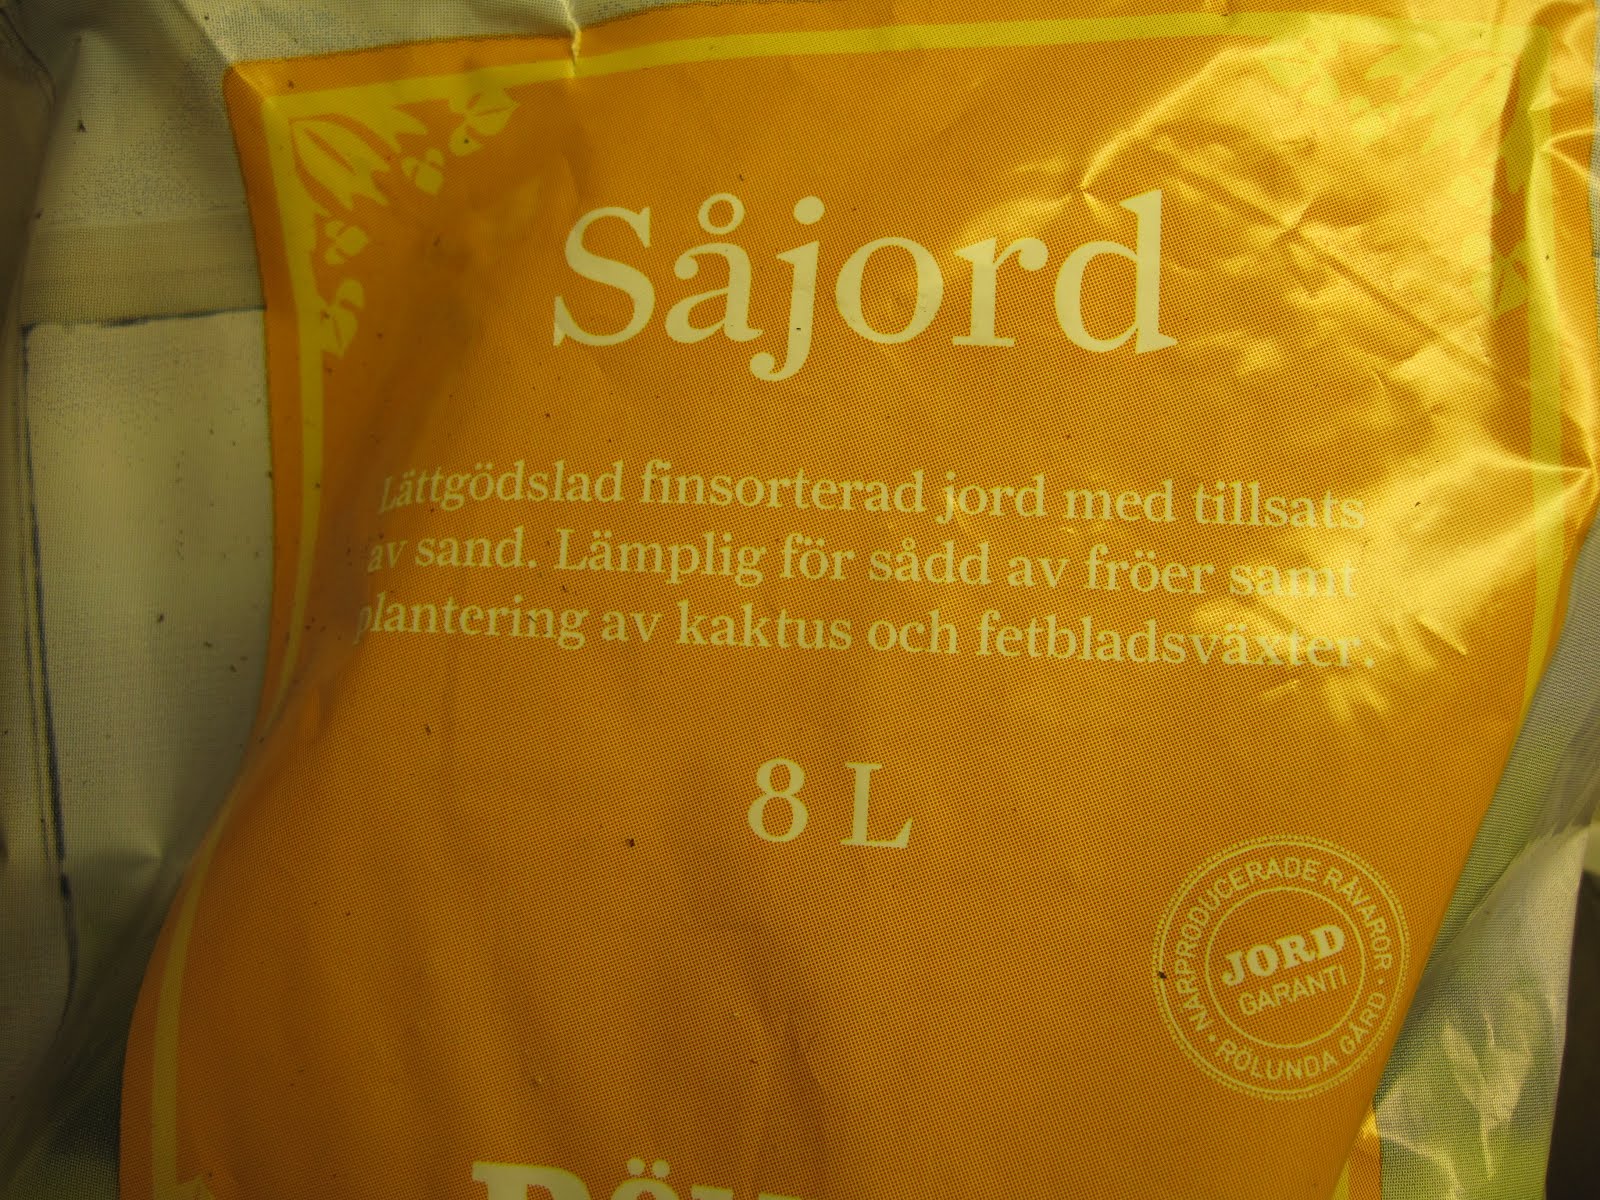 Såjord
Lättgödslad finsorterad jord med tillsats
av sand. Lämplig för sådd av fröer samt
plantering av kaktus och fetbladsväxter.
8 L
NÄRPRODUCERADE RÅVAROR
JORD
GARANTI
• RÖLUNDA GÅRD •